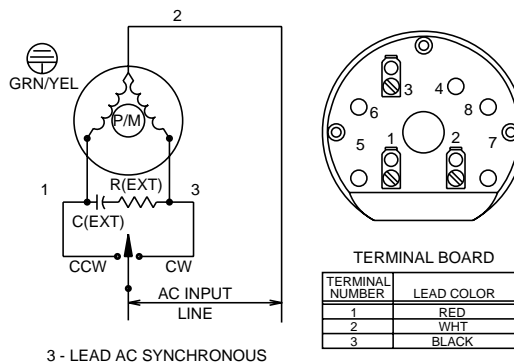 2
GRN/YEL
P/M
1
R(EXT)
3
C(EXT)
CCW
CW
AC INPUT
LINE
3 - LEAD AC SYNCHRONOUS
3
4
6
8
5
1
2
7
TERMINAL BOARD
TERMINAL NUMBER LEAD COLOR
1 RED
2 WHT
3 BLACK